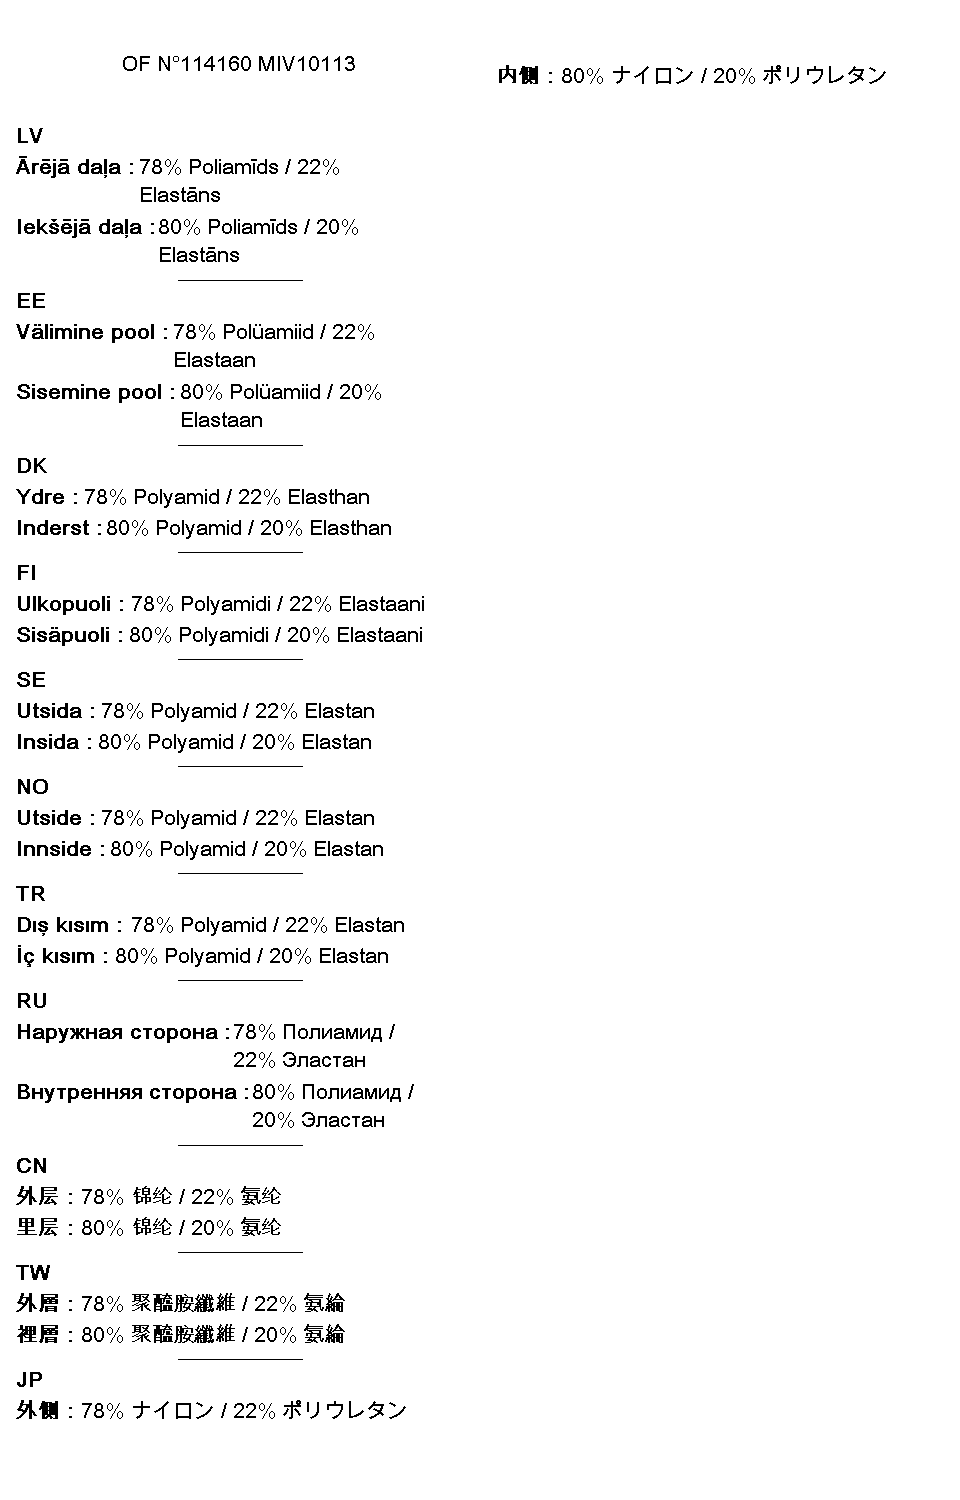 OF N°114160 MIV10113
LV
Ārējā daļa : 78% Poliamīds / 22%
Elastāns
Iekšējā daļa : 80% Poliamīds / 20%
Elastāns
EE
Välimine pool : 78% Polüamiid / 22%
Elastaan
Sisemine pool : 80% Polüamiid / 20%
Elastaan
DK
Ydre : 78% Polyamid / 22% Elasthan
Inderst : 80% Polyamid / 20% Elasthan
FI
Ulkopuoli : 78% Polyamidi / 22% Elastaani
Sisäpuoli : 80% Polyamidi / 20% Elastaani
SE
Utsida : 78% Polyamid / 22% Elastan
Insida : 80% Polyamid / 20% Elastan
NO
Utside : 78% Polyamid / 22% Elastan
Innside : 80% Polyamid / 20% Elastan
TR
Dış kısım : 78% Polyamid / 22% Elastan
İç kısım : 80% Polyamid / 20% Elastan
RU
Наружная сторона : 78% Полиамид /
22% Эластан
Внутренняя сторона : 80% Полиамид /
20% Эластан
CN
外层 : 78% 锦纶 / 22% 氨纶
里层 : 80% 锦纶 / 20% 氨纶
TW
外層 : 78% 聚醯胺纖維 / 22% 氨綸
裡層 : 80% 聚醯胺纖維 / 20% 氨綸
JP
外側 : 78% ナイロン / 22% ポリウレタン
内側 : 80% ナイロン / 20% ポリウレタン